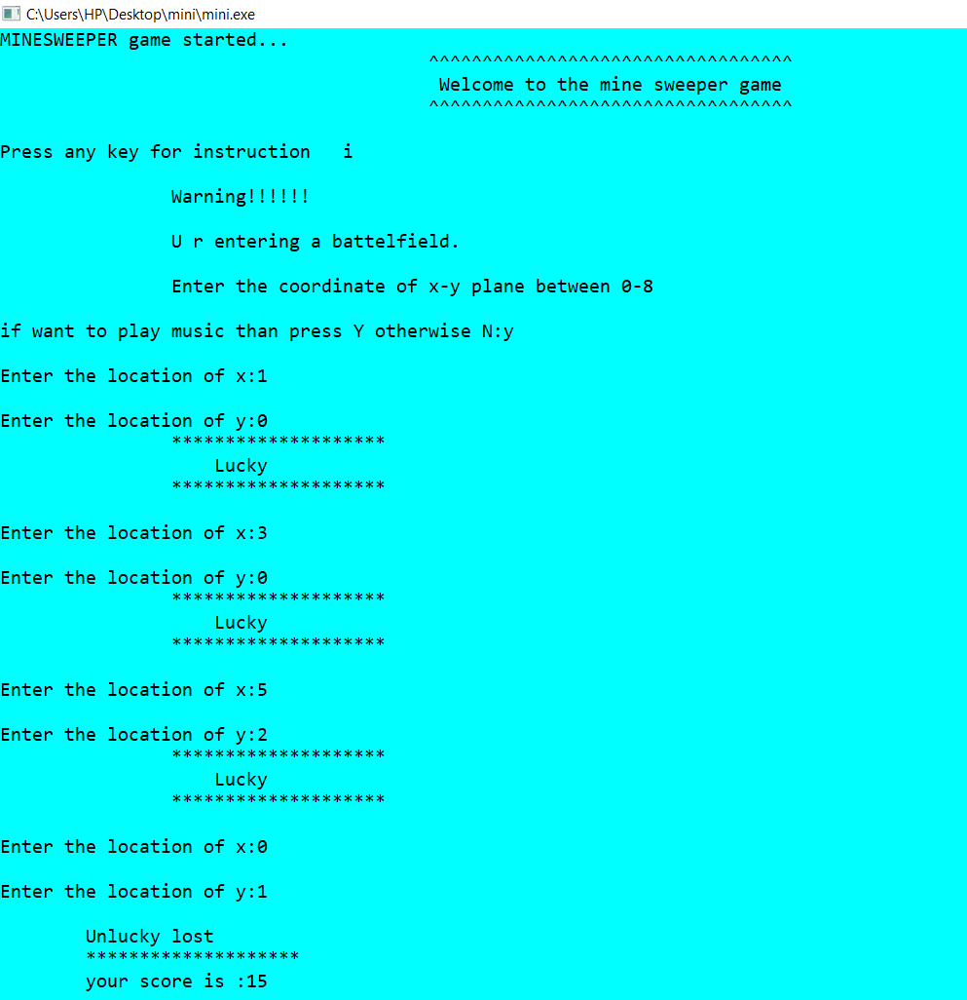 C:\Users\HP\Desktop\mini\mini.exe
MINESWEEPER game started...
^^^^^^^^^^^^^^^^^^^^^^^^^^^^^^^^^^
Welcome to the mine sweeper game
^^^^^^^^^^^^^^^^^^^^^^^^^^^^^^^^^^
Press any key for instruction   i
Warning!!!!!!
U r entering a battelfield.
Enter the coordinate of x-y plane between 0-8
if want to play music than press Y otherwise N:y
Enter the location of x:1
Enter the location of y:0
********************
Lucky
********************
Enter the location of x:3
Enter the location of y:0
********************
Lucky
********************
Enter the location of x:5
Enter the location of y:2
********************
Lucky
********************
Enter the location of x:0
Enter the location of y:1
Unlucky lost
********************
your score is :15